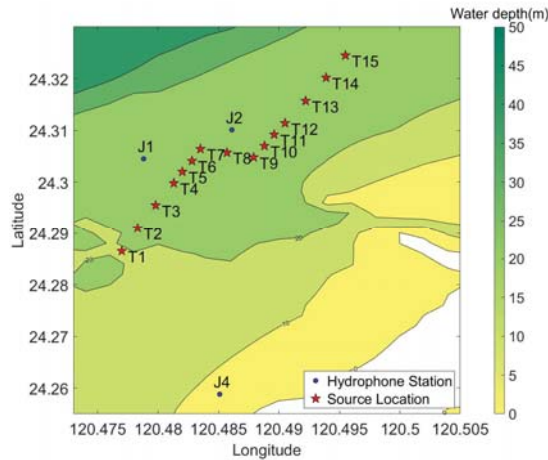 Water depth(m)
50
45
40
35
30
25
20
15
10
5
0
24.32
24.31
24.3
24.29
24.28
24.27
24.26
Latitude
T15
T14
T13
T12
T11
T10
T9
T8
T7
T6
T5
T4
T3
T2
T1
J1
J2
J4
Hydrophone Station
Source Location
120.475 120.48 120.485 120.49 120.495 120.5 120.505
Longitude